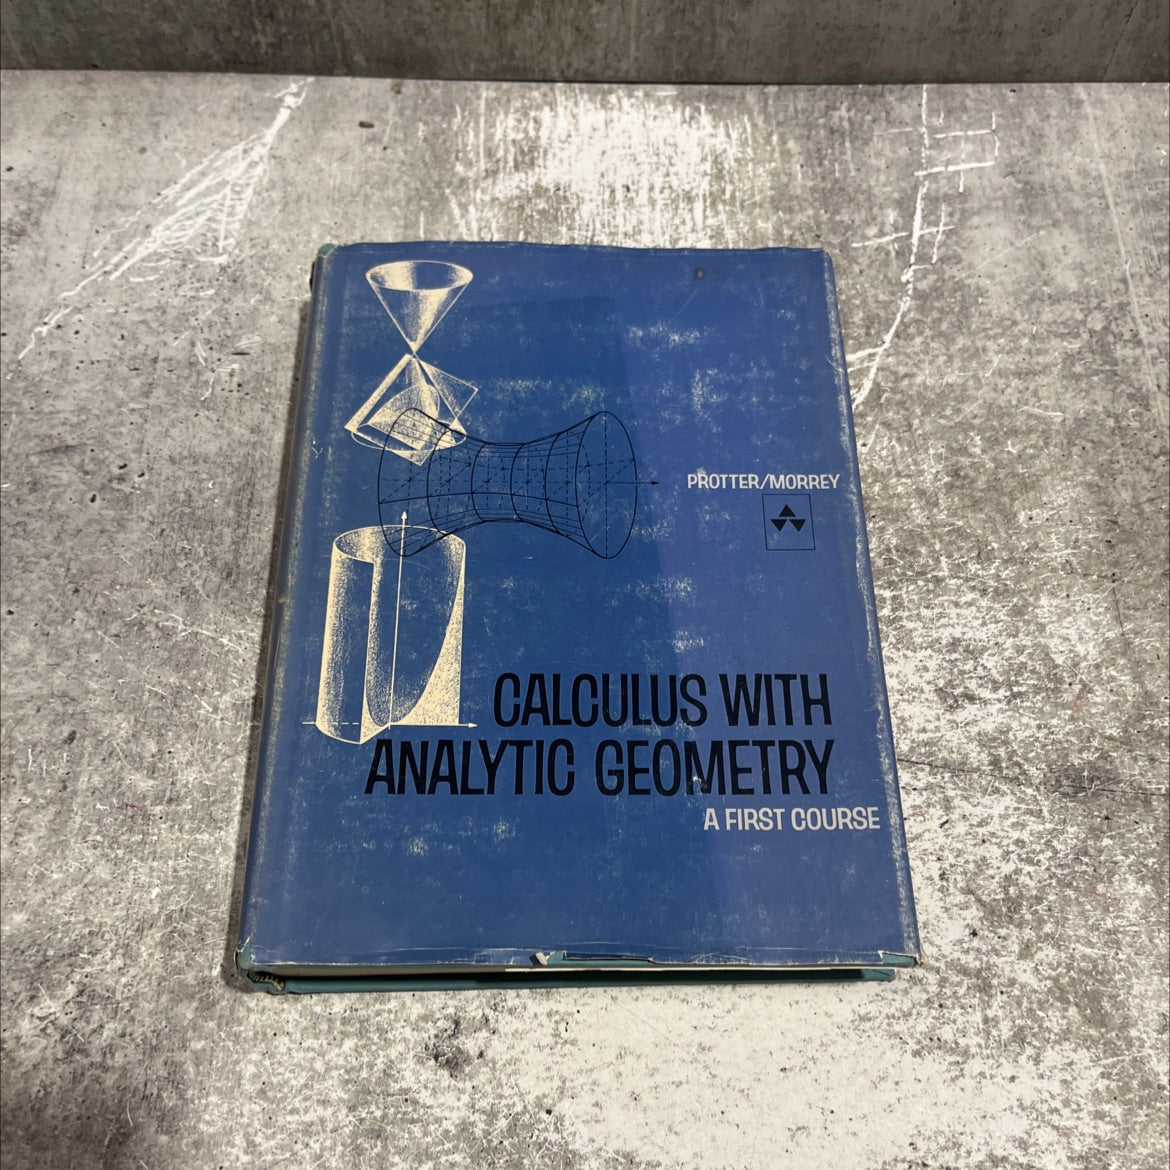 PROTTER/MORREY
CALCULUS WITH
ANALYTIC GEOMETRY
A FIRST COURSE